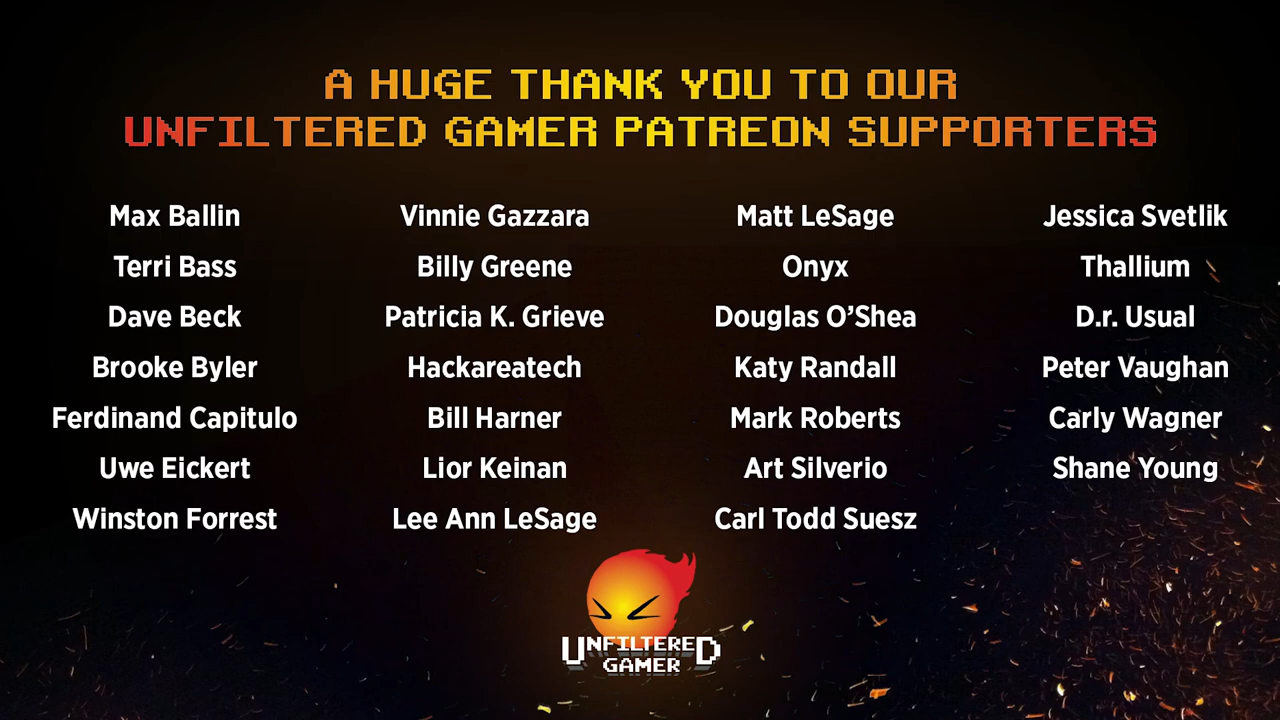 A HUGE THANK YOU TO OUR
UNFILTERED GAMER PATREON SUPPORTERS
Max Ballin
Terri Bass
Dave Beck
Brooke Byler
Ferdinand Capitulo
Uwe Eickert
Winston Forrest
Vinnie Gazzara
Billy Greene
Patricia K. Grieve
Hackareatech
Bill Harner
Lior Keinan
Lee Ann LeSage
Matt LeSage
Onyx
Douglas O’Shea
Katy Randall
Mark Roberts
Art Silverio
Carl Todd Suesz
Jessica Svetlik
Thallium
D.r. Usual
Peter Vaughan
Carly Wagner
Shane Young
UNFILTERED
GAMER